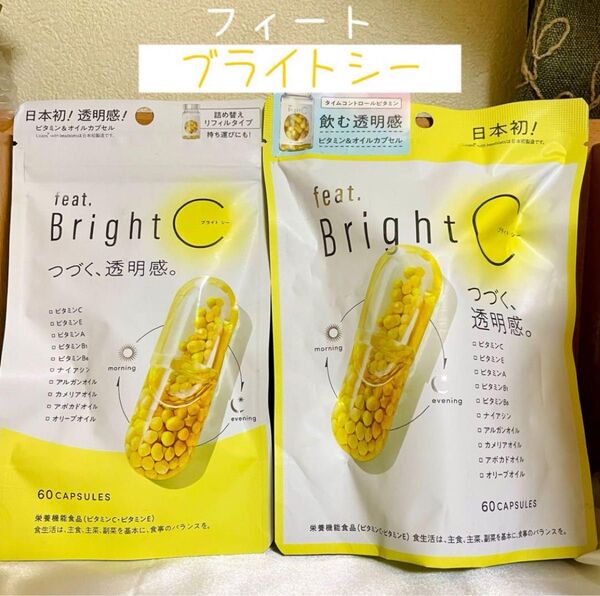 フィート
ブライトシー
日本初！透明感！
ビタミン&オイルカプセル
詰め替え
リフィルタイプ
持ち運びにも！
feat.
Bright C
ブライト シー
つづく、透明感。
ビタミンC
ビタミンE
ビタミンA
ビタミンB1
ビタミンB6
ナイアシン
アルガンオイル
カメリアオイル
アボカドオイル
オリーブオイル
morning
evening
60 CAPSULES
栄養機能食品（ビタミンC・ビタミンE）
食生活は、主食、主菜、副菜を基本に、食事のバランスを。
タイムコントロールビタミン
飲む透明感
ビタミン&オイルカプセル
日本初！
feat.
Bright C
ブライト シー
つづく、
透明感。
ビタミンC
ビタミンE
ビタミンA
ビタミンB1
ビタミンB6
ナイアシン
アルガンオイル
カメリアオイル
アボカドオイル
オリーブオイル
morning
evening
60 CAPSULES
栄養機能食品（ビタミンC・ビタミンE）
食生活は、主食、主菜、副菜を基本に、食事のバランスを。